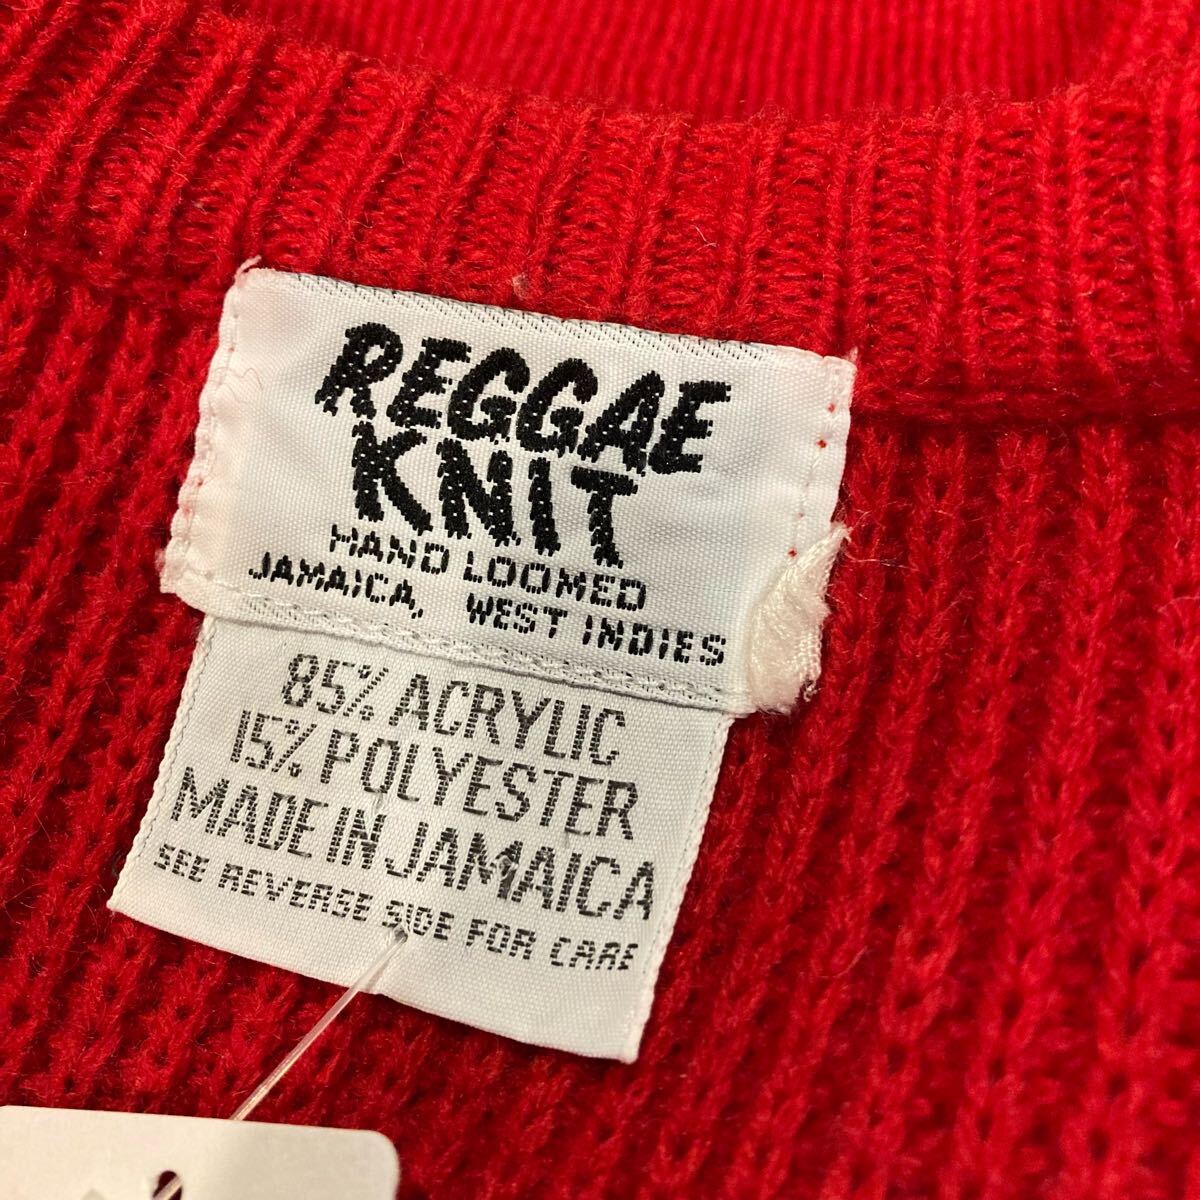 REGGAE
KNIT
HAND LOOMED
JAMAICA, WEST INDIES
85% ACRYLIC
15% POLYESTER
MADE IN JAMAICA
SEE REVERSE SIDE FOR CARE